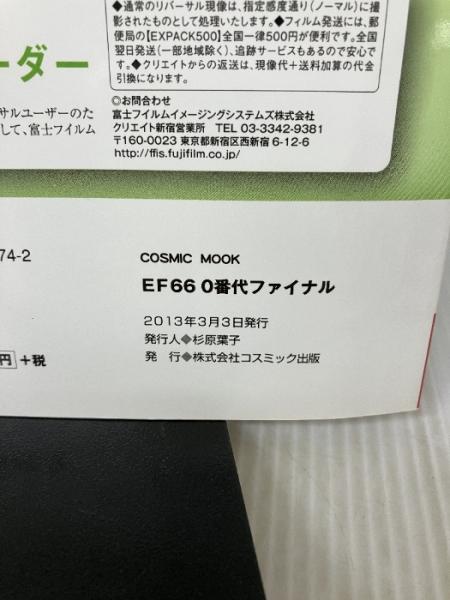 ◆通常のリバーサル現像は、指定感度通り(ノーマル)に撮
影されたものとして処理いたします。◆フィルム発送には、郵
便局の【EXPACK500】全国一律500円が便利です。全国
翌日発送(一部地域除く)、追跡サービスもあるので安心で
す。◆クリエイトからの返送は、現像代+送料加算の代金
引換になります。
ーダー
サルユーザーのた
して、富士フイルム
◎お問合わせ
富士フイルムイメージングシステムズ株式会社
クリエイト新宿営業所 TEL 03-3342-9381
〒160-0023 東京都新宿区西新宿 6-12-6
http://ffis.fujifilm.co.jp/
74-2
円+税
COSMIC MOOK
EF66 0番代ファイナル
2013年3月3日発行
発行人◆杉原葉子
発 行◆株式会社コスミック出版